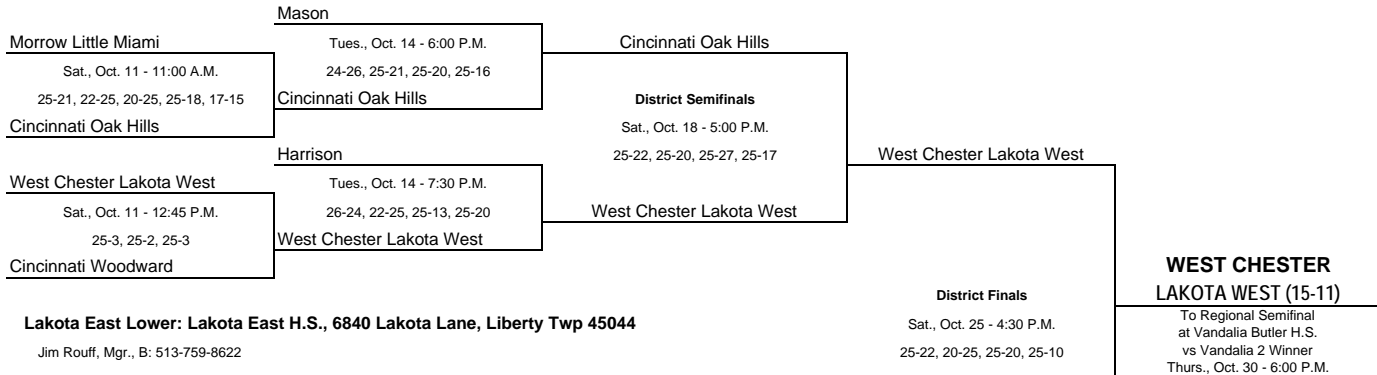 Mason
Morrow Little Miami
Tues., Oct. 14 - 6:00 P.M.
Cincinnati Oak Hills
Sat., Oct. 11 - 11:00 A.M.
24-26, 25-21, 25-20, 25-16
25-21, 22-25, 20-25, 25-18, 17-15
Cincinnati Oak Hills
District Semifinals
Cincinnati Oak Hills
Sat., Oct. 18 - 5:00 P.M.
Harrison
25-22, 25-20, 25-27, 25-17
West Chester Lakota West
West Chester Lakota West
Tues., Oct. 14 - 7:30 P.M.
Sat., Oct. 11 - 12:45 P.M.
26-24, 22-25, 25-13, 25-20
West Chester Lakota West
25-3, 25-2, 25-3
West Chester Lakota West
Cincinnati Woodward
WEST CHESTER
District Finals
LAKOTA WEST (15-11)
Lakota East Lower: Lakota East H.S., 6840 Lakota Lane, Liberty Twp 45044
Sat., Oct. 25 - 4:30 P.M.
To Regional Semifinal
at Vandalia Butler H.S.
Jim Rouff, Mgr., B: 513-759-8622
25-22, 20-25, 25-20, 25-10
vs Vandalia 2 Winner
Thurs., Oct. 30 - 6:00 P.M.